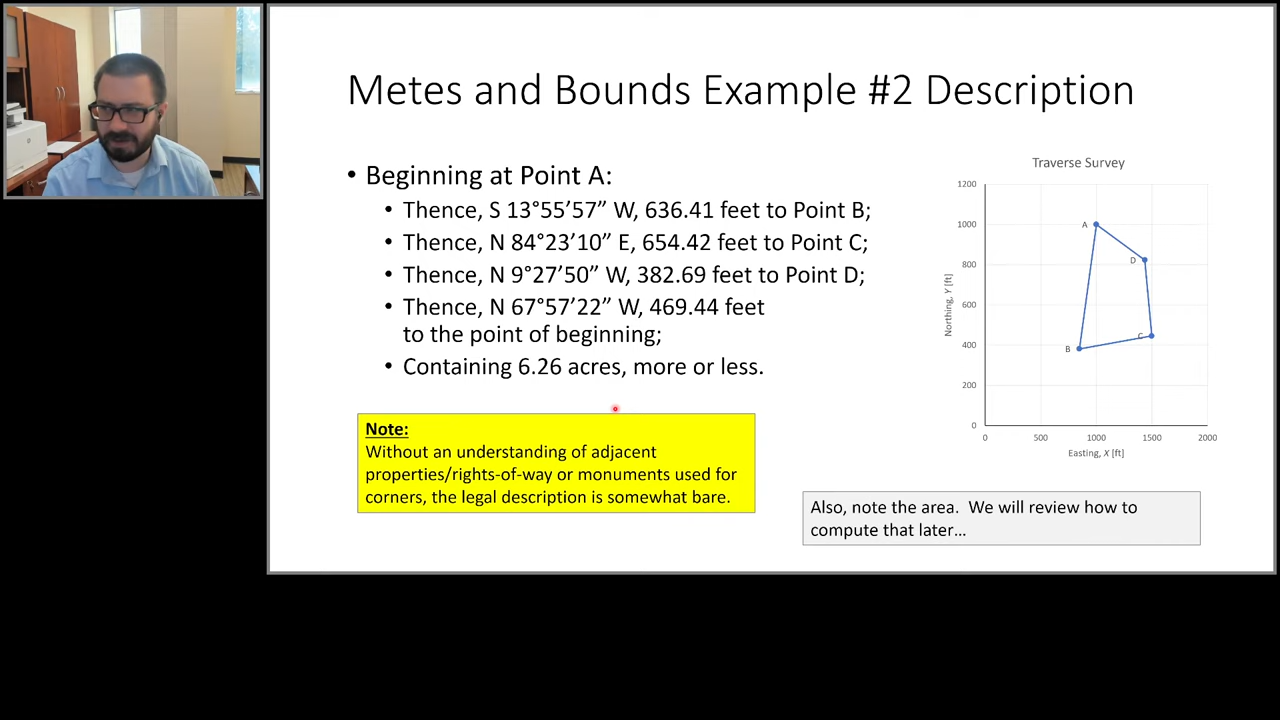 Metes and Bounds Example #2 Description
• Beginning at Point A:
• Thence, S 13°55’57” W, 636.41 feet to Point B;
• Thence, N 84°23’10” E, 654.42 feet to Point C;
• Thence, N 9°27’50” W, 382.69 feet to Point D;
• Thence, N 67°57’22” W, 469.44 feet
to the point of beginning;
• Containing 6.26 acres, more or less.
Note:
Without an understanding of adjacent
properties/rights-of-way or monuments used for
corners, the legal description is somewhat bare.
Traverse Survey
Northing, Y [ft]
1200
1000
800
600
400
200
0
A
D
C
B
0 500 1000 1500 2000
Easting, X [ft]
Also, note the area. We will review how to
compute that later…